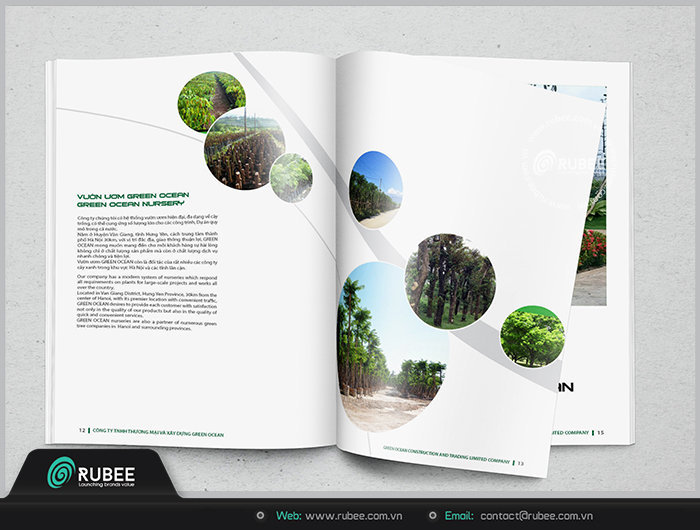 VƯỜN ƯƠM GREEN OCEAN
GREEN OCEAN NURSERY
Công ty chúng tôi có hệ thống vườn ươm hiện đại, đa dạng về cây
trồng, có thể cung ứng số lượng lớn cho các công trình, Dự án quy
mô trong cả nước.
Nằm ở Huyện Văn Giang, tỉnh Hưng Yên, cách trung tâm thành
phố Hà Nội 30km, với vị trí đắc địa, giao thông thuận lợi, GREEN
OCEAN mong muốn mang đến cho mỗi khách hàng sự hài lòng
không chỉ ở chất lượng sản phẩm mà còn ở chất lượng dịch vụ
nhanh chóng và tiện lợi.
Vườn ươm GREEN OCEAN còn là đối tác của rất nhiều các công ty
cây xanh trong khu vực Hà Nội và các tỉnh lân cận.
Our company has a modern system of nurseries which respond
all requirements on plants for large-scale projects and works all
over the country.
Located in Van Giang District, Hung Yen Province, 30km from the
center of Hanoi, with its premier location with convenient traffic,
GREEN OCEAN desires to provide each customer with satisfaction
not only in the quality of our products but also in the quality of
quick and convenient services.
GREEN OCEAN nurseries are also a partner of numerous green
tree companies in Hanoi and surrounding provinces.
12 | CÔNG TY TNHH THƯƠNG MẠI VÀ XÂY DỰNG GREEN OCEAN
GREEN OCEAN CONSTRUCTION AND TRADING LIMITED COMPANY | 13
LIMITED COMPANY | 15
www.rubee.com.vn
RUBEE
RUBEE
Launching brands value
Web: www.rubee.com.vn
Email: contact@rubee.com.vn